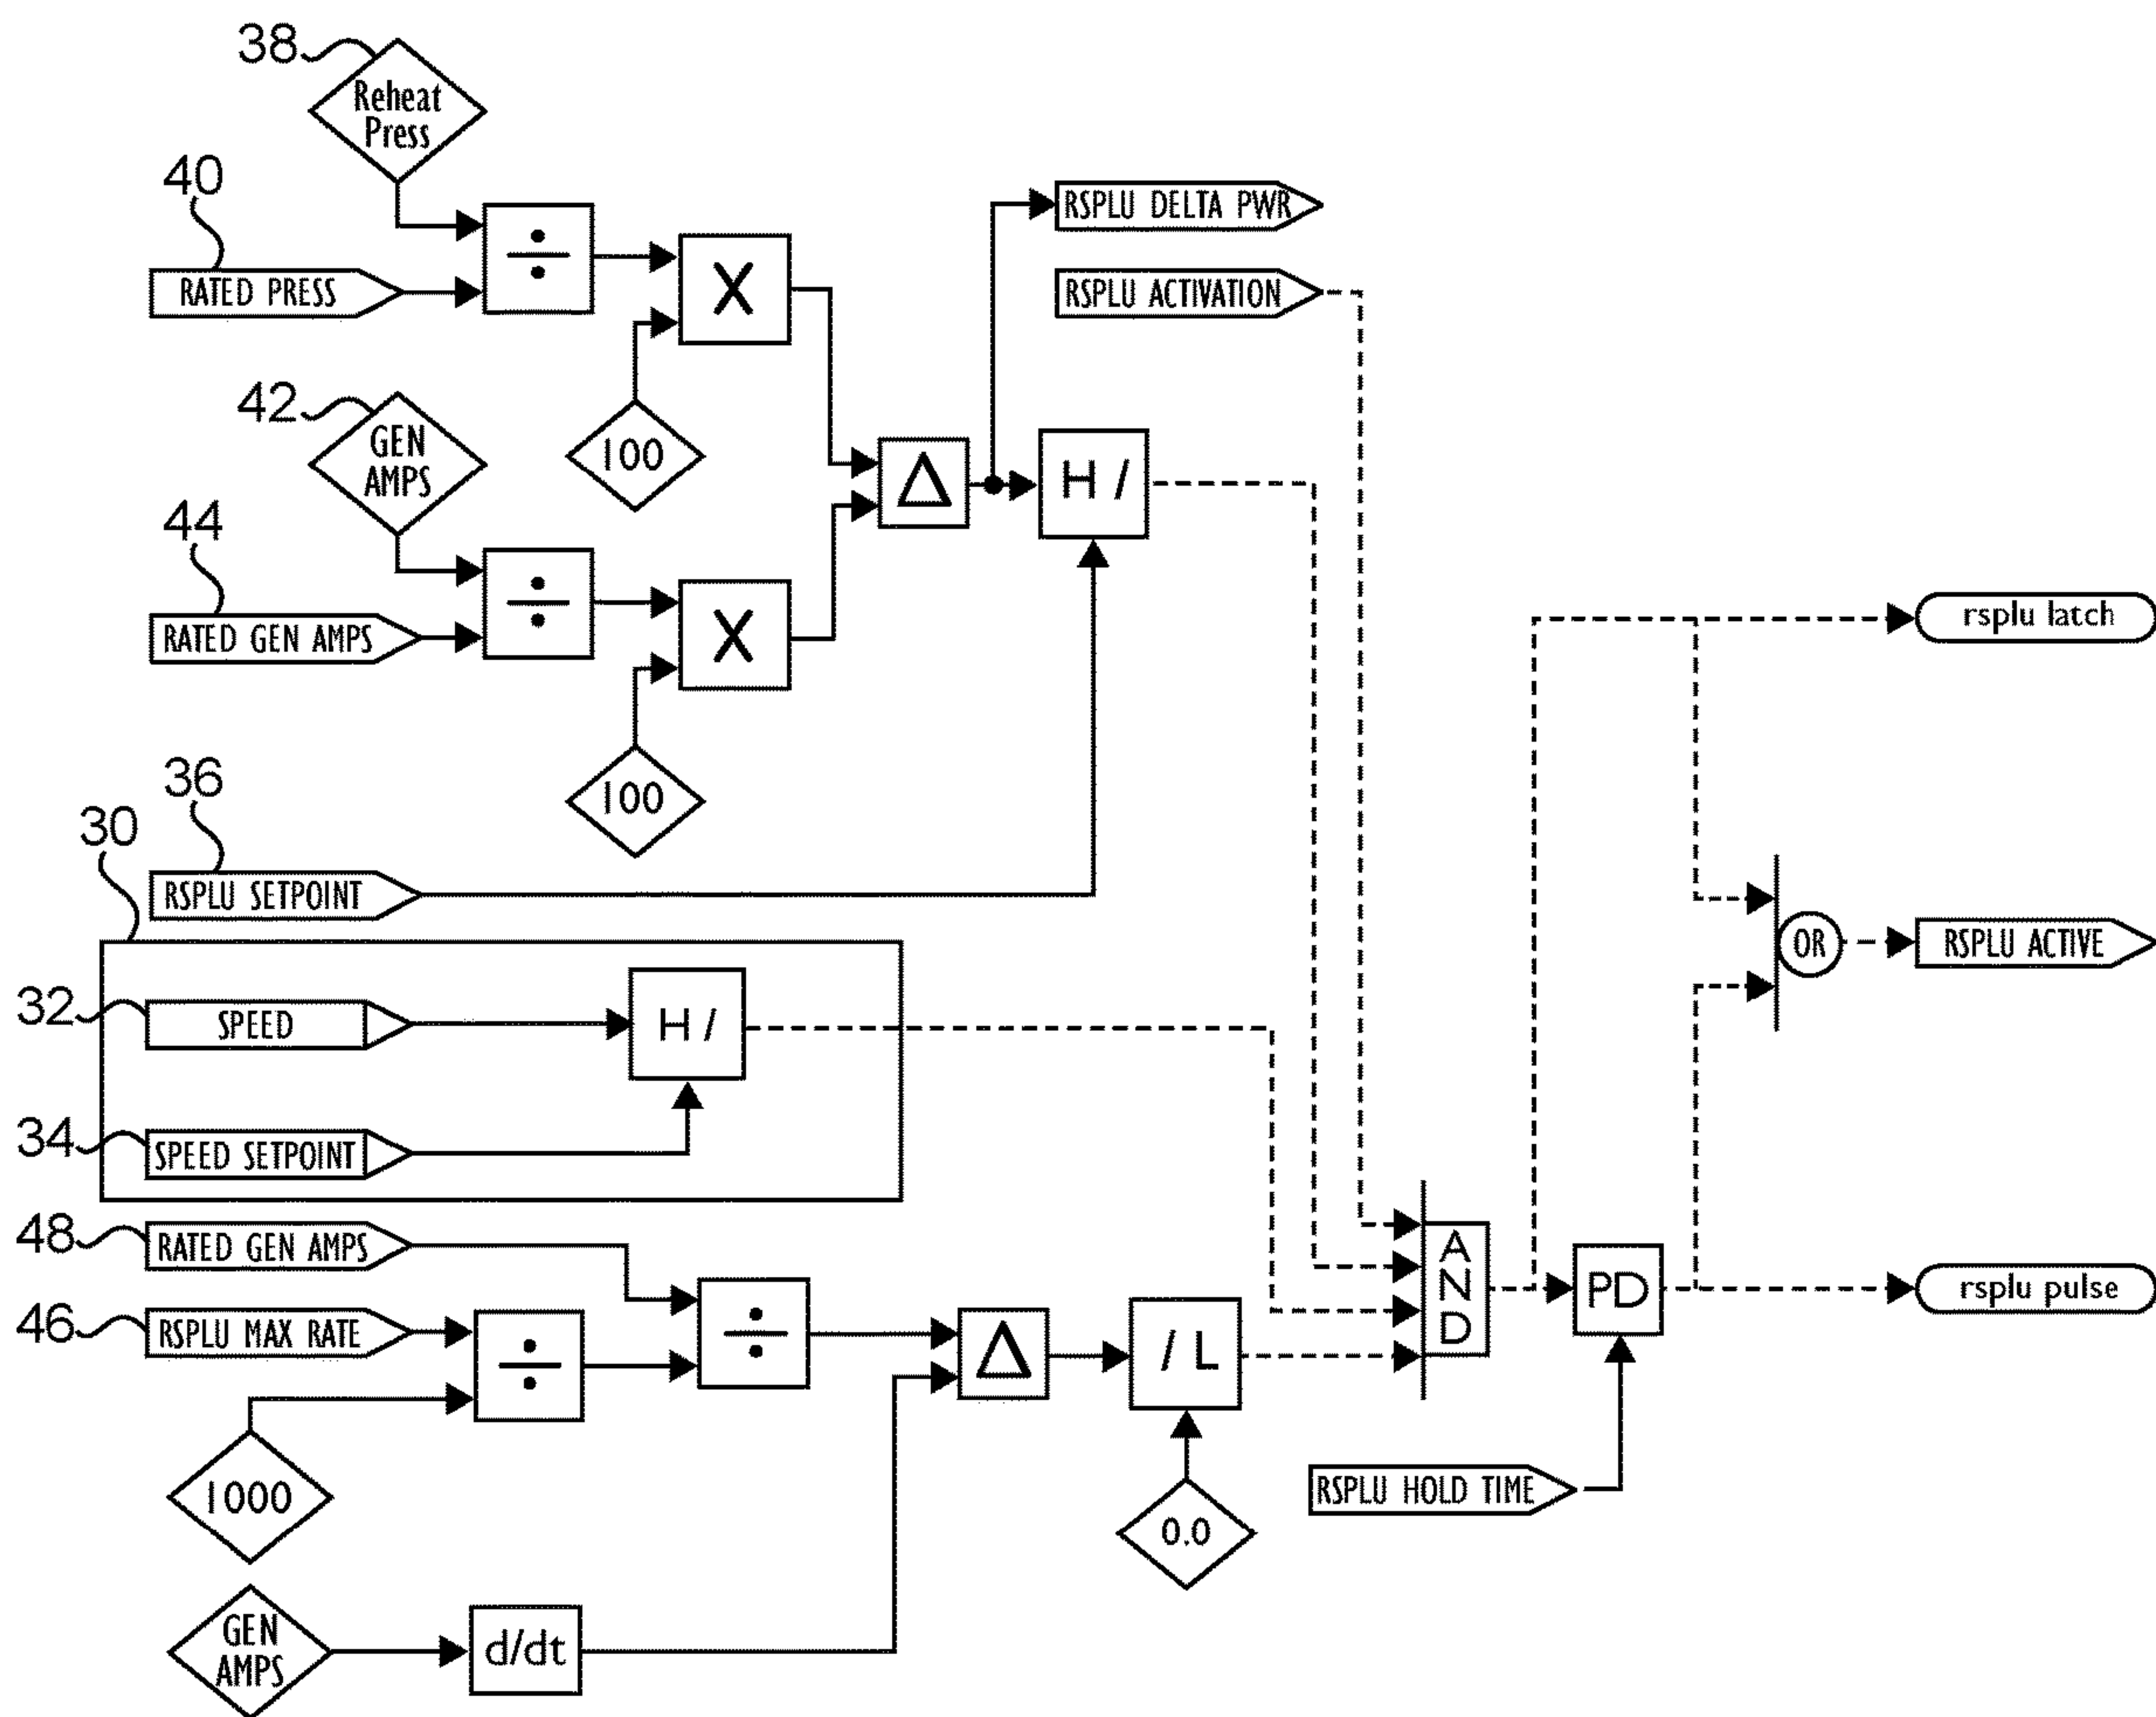 38
Reheat
Press
40
RATED PRESS
÷
X
100
RSPLU DELTA PWR
RSPLU ACTIVATION
42
GEN
AMPS
44
RATED GEN AMPS
÷
X
100
Δ
H /
rsplu latch
36
30
RSPLU SETPOINT
32
SPEED
H /
34
SPEED SETPOINT
OR
RSPLU ACTIVE
48
RATED GEN AMPS
46
RSPLU MAX RATE
÷
÷
1000
Δ
/ L
0.0
A
N
D
PD
rsplu pulse
RSPLU HOLD TIME
GEN
AMPS
d/dt